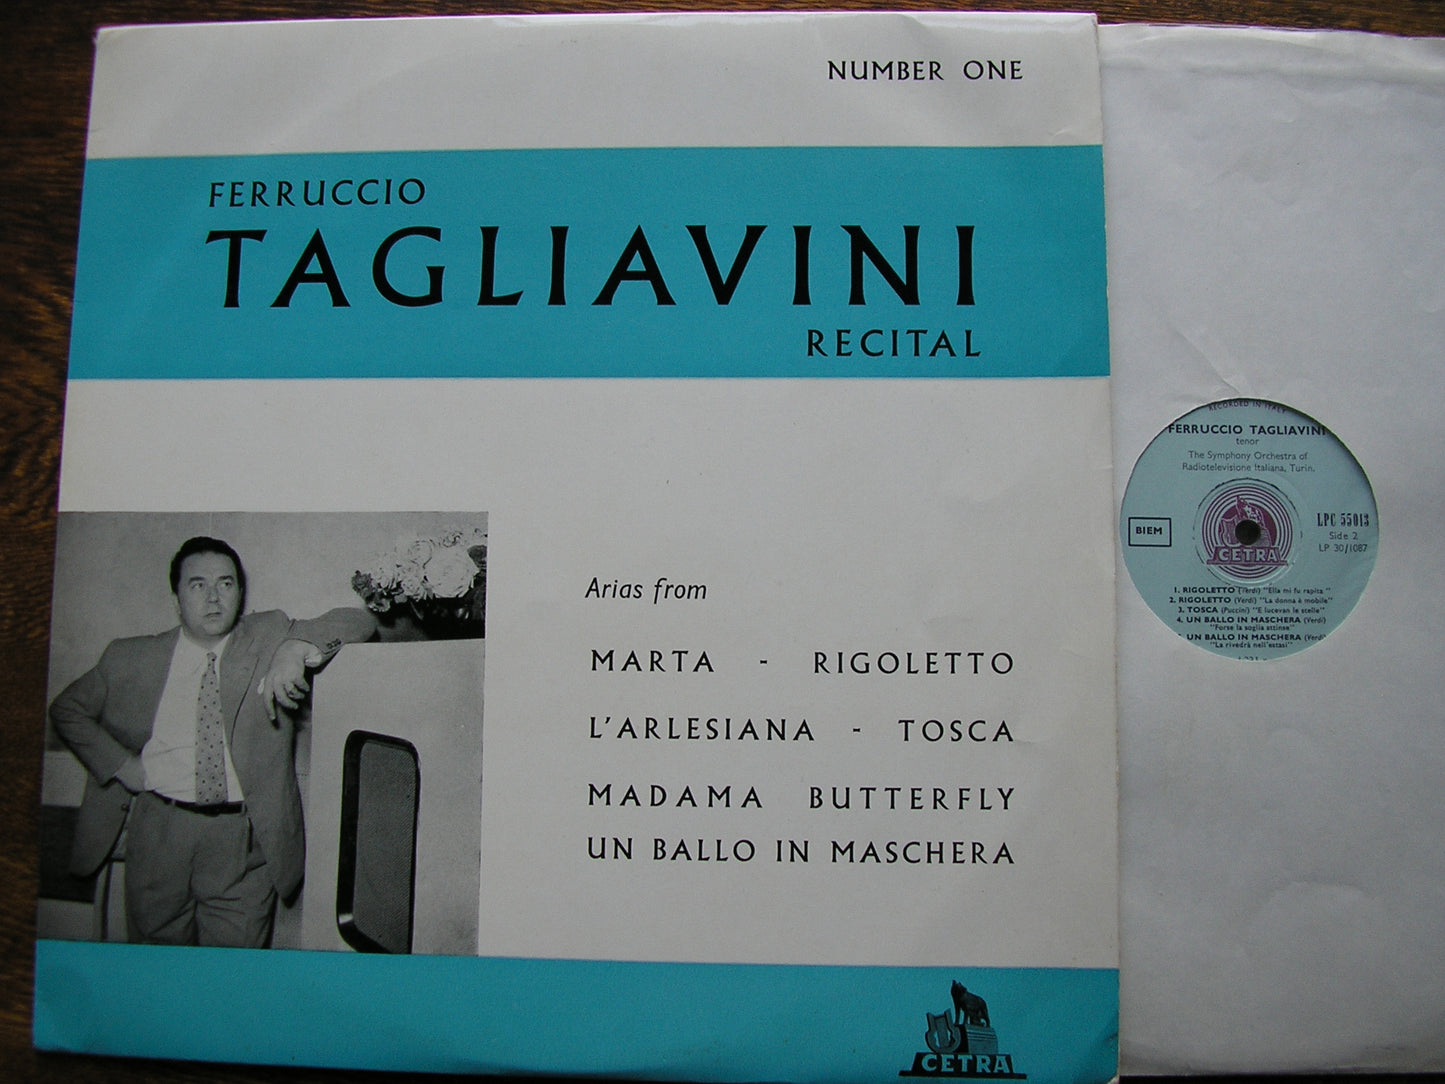 NUMBER ONE
FERRUCCIO
TAGLIAVINI
RECITAL
Arias from
MARTA - RIGOLETTO
L'ARLESIANA - TOSCA
MADAMA BUTTERFLY
UN BALLO IN MASCHERA
CETRA
RECORDED IN ITALY
FERRUCCIO TAGLIAVINI
tenor
The Symphony Orchestra of
Radiotelevisione Italiana, Turin.
BIEM
LPC 55013
Side 2
LP 30/1087
CETRA
1. RIGOLETTO (Verdi) "Ella mi fu rapita"
2. RIGOLETTO (Verdi) "La donna è mobile"
3. TOSCA (Puccini) "E lucevan le stelle"
4. UN BALLO IN MASCHERA (Verdi)
"Forse la soglia attinse"
5. UN BALLO IN MASCHERA (Verdi)
"La rivedrà nell'estasi"